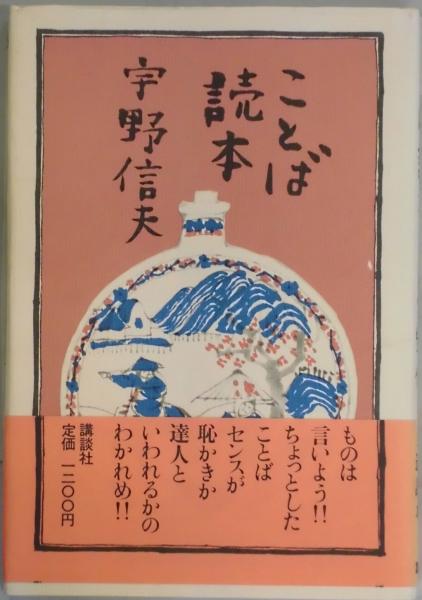 ことば
読本
宇野信夫
ものは
言いよう!!
ちょっとした
ことば
センスが
恥かきか
達人と
いわれるかの
わかれめ!!
講談社
定価 一二〇〇円